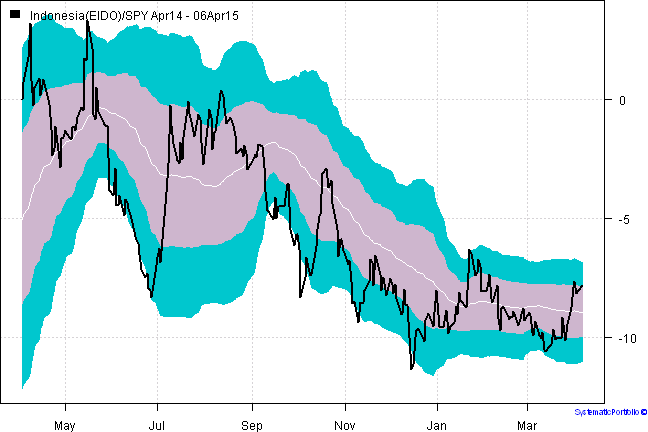 Indonesia(EIDO)/SPY Apr14 - 06Apr15
0
-5
-10
May Jul Sep Nov Jan Mar
SystematicPortfolio ©